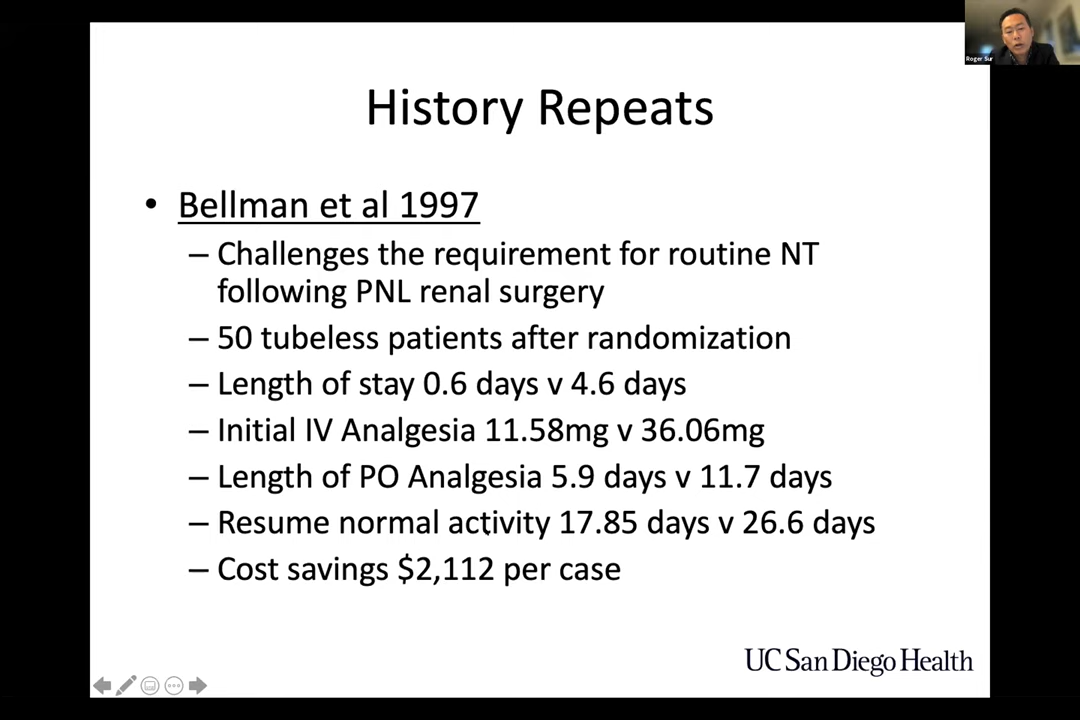 Roger Sur
History Repeats
• Bellman et al 1997
– Challenges the requirement for routine NT
following PNL renal surgery
– 50 tubeless patients after randomization
– Length of stay 0.6 days v 4.6 days
– Initial IV Analgesia 11.58mg v 36.06mg
– Length of PO Analgesia 5.9 days v 11.7 days
– Resume normal activity 17.85 days v 26.6 days
– Cost savings $2,112 per case
UC San Diego Health